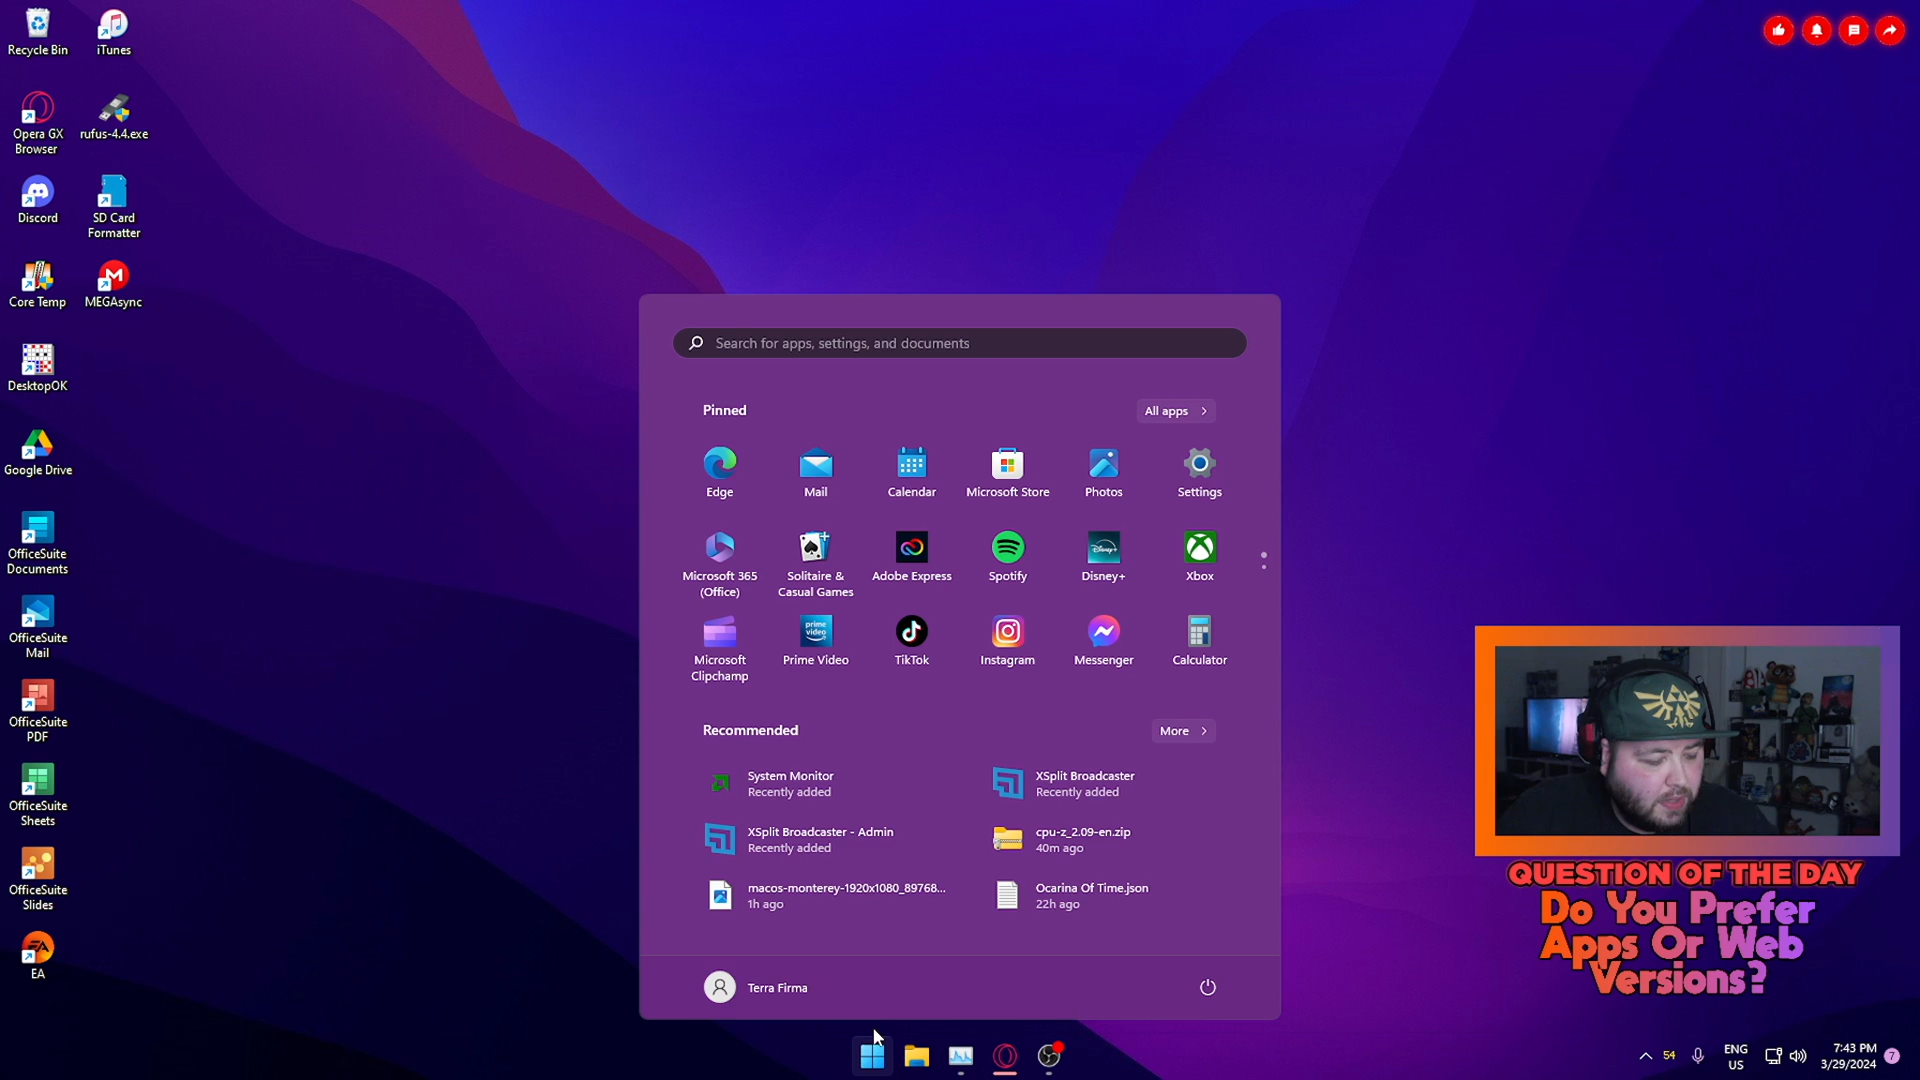 Recycle Bin
iTunes
Opera GX
Browser
rufus-4.4.exe
Discord
SD Card
Formatter
Core Temp
MEGAsync
DesktopOK
Google Drive
OfficeSuite
Documents
OfficeSuite
Mail
OfficeSuite
PDF
OfficeSuite
Sheets
OfficeSuite
Slides
EA
Search for apps, settings, and documents
Pinned
All apps
Edge
Mail
Calendar
Microsoft Store
Photos
Settings
Microsoft 365
(Office)
Solitaire &
Casual Games
Adobe Express
Spotify
Disney+
Xbox
Microsoft
Clipchamp
prime
video
Prime Video
TikTok
Instagram
Messenger
Calculator
Recommended
More
System Monitor
Recently added
XSplit Broadcaster
Recently added
XSplit Broadcaster - Admin
Recently added
cpu-z_2.09-en.zip
40m ago
macos-monterey-1920x1080_89768...
1h ago
Ocarina Of Time.json
22h ago
Terra Firma
QUESTION OF THE DAY
Do You Prefer
Apps Or Web
Versions?
54
ENG
US
7:43 PM
3/29/2024
7